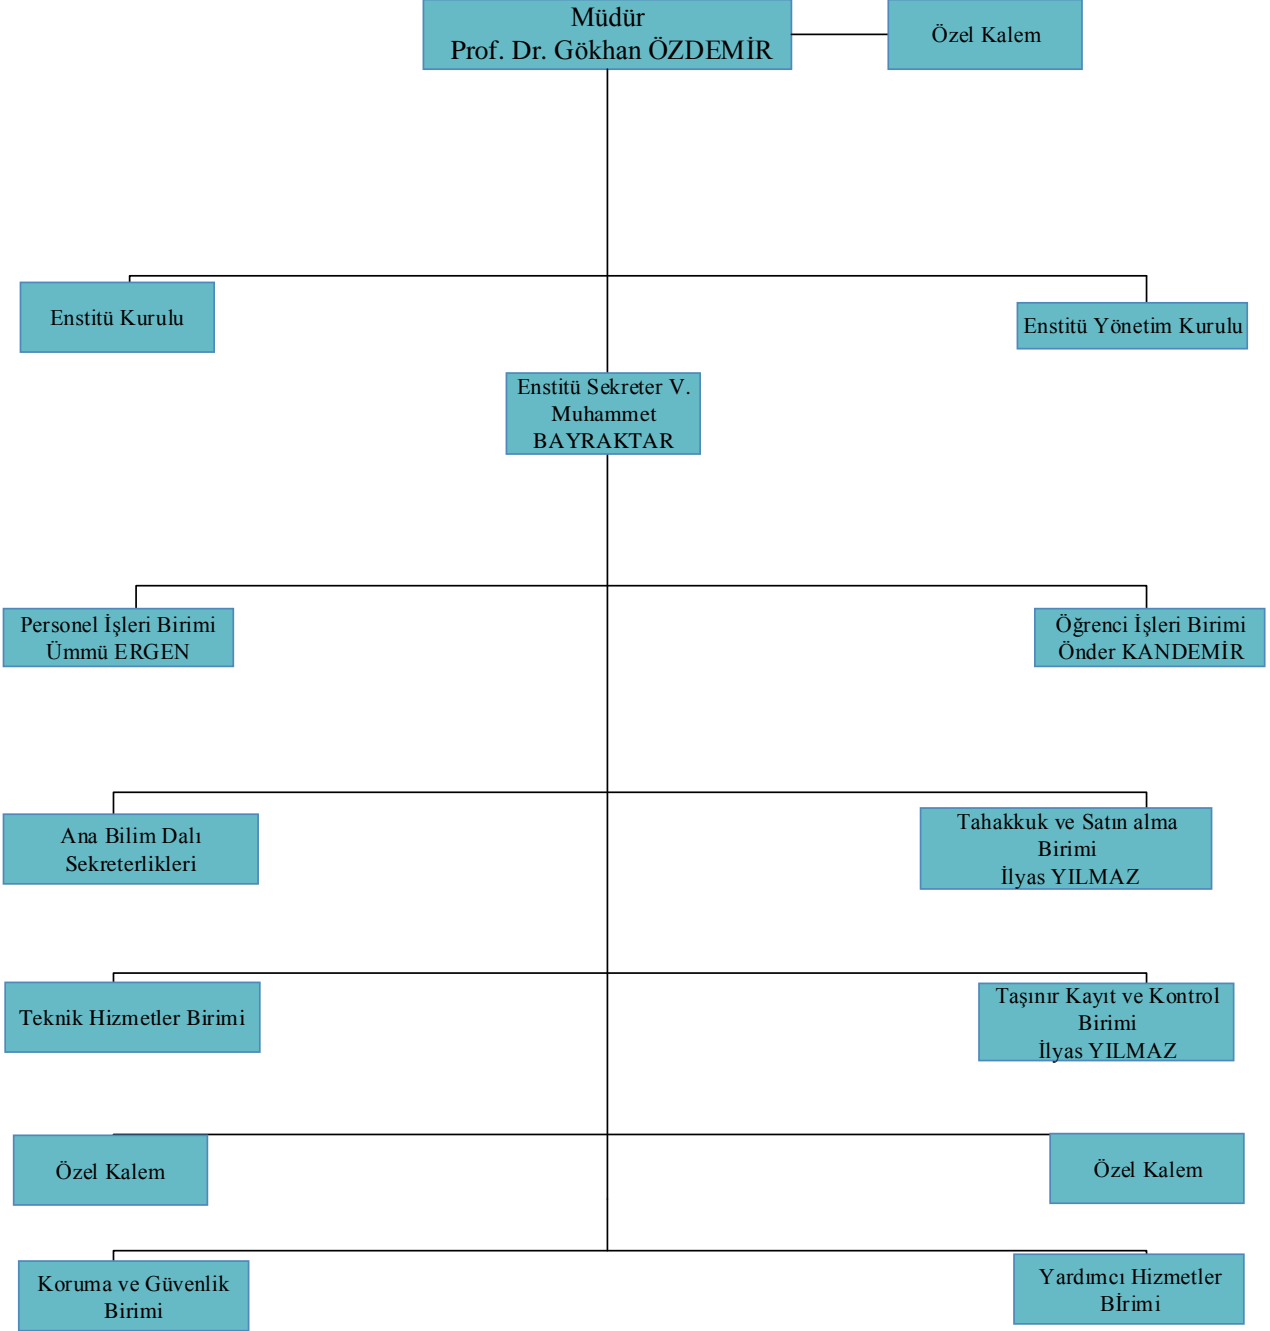 Müdür
Prof. Dr. Gökhan ÖZDEMİR
Özel Kalem
Enstitü Kurulu
Enstitü Yönetim Kurulu
Enstitü Sekreter V.
Muhammet
BAYRAKTAR
Personel İşleri Birimi
Ümmü ERGEN
Öğrenci İşleri Birimi
Önder KANDEMİR
Ana Bilim Dalı
Sekreterlikleri
Tahakkuk ve Satın alma
Birimi
İlyas YILMAZ
Teknik Hizmetler Birimi
Taşınır Kayıt ve Kontrol
Birimi
İlyas YILMAZ
Özel Kalem
Özel Kalem
Koruma ve Güvenlik
Birimi
Yardımcı Hizmetler
Bİrimi